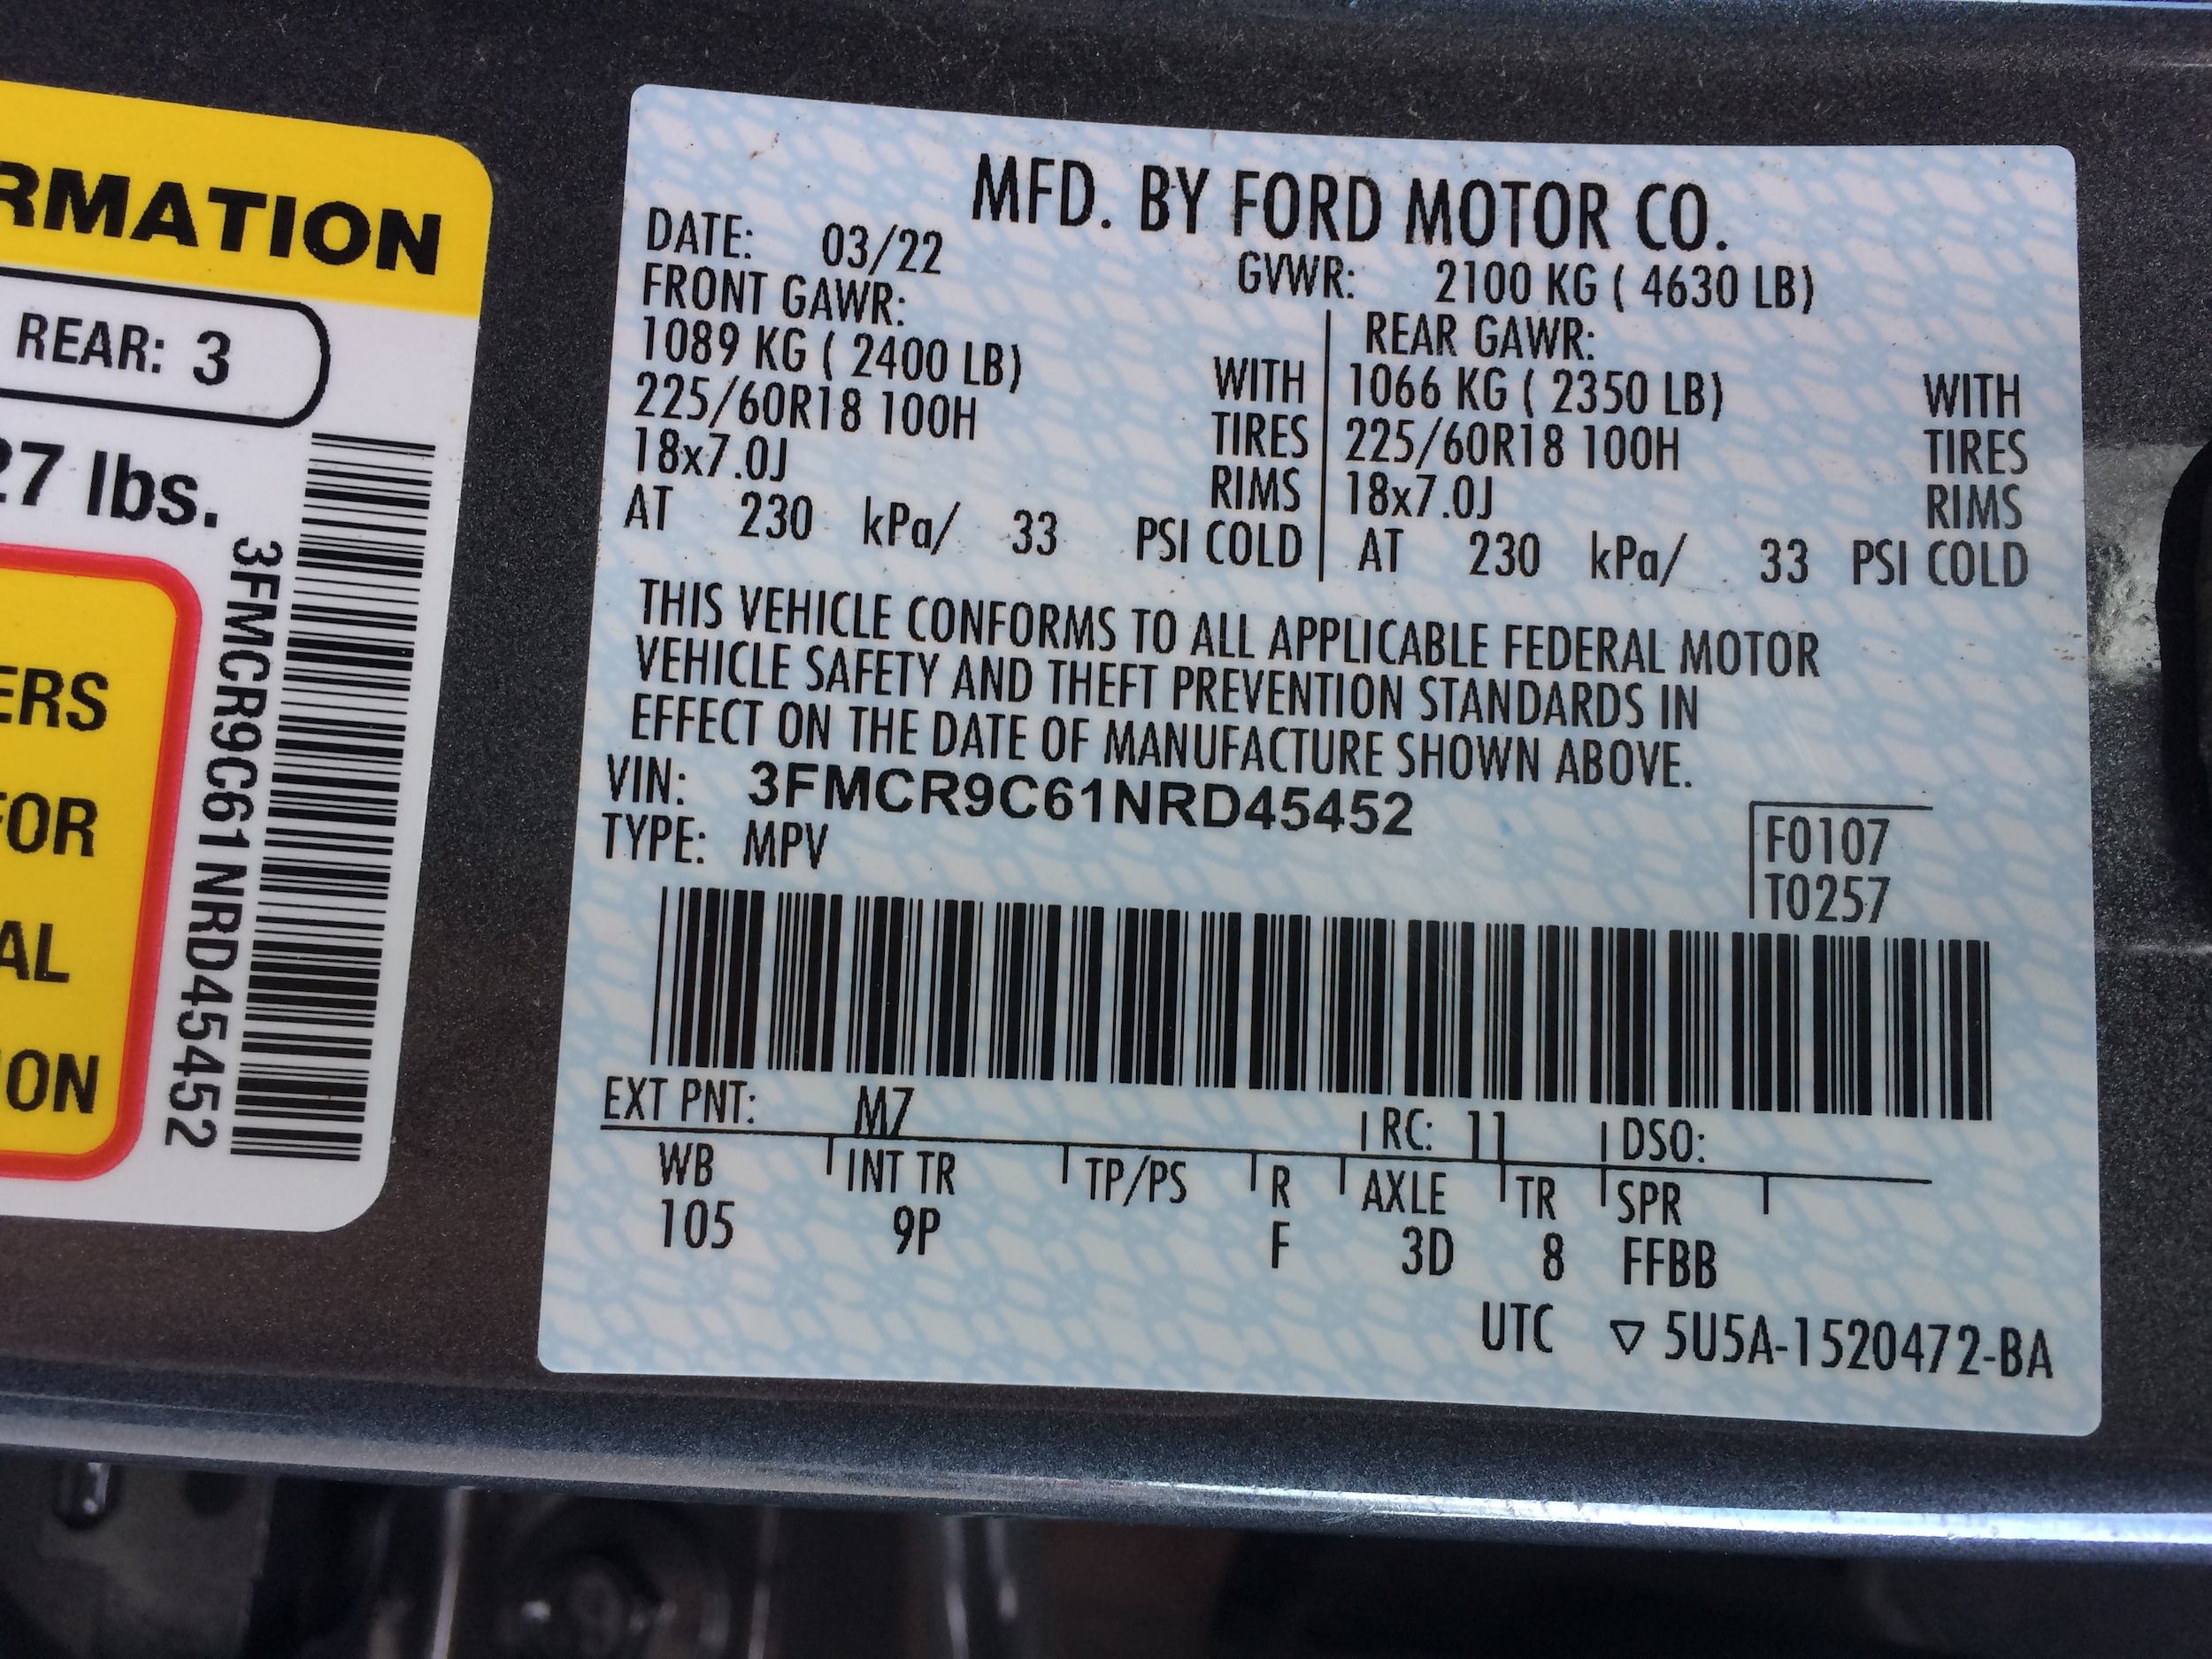 RMATION
REAR: 3
27 lbs.
ERS
FOR
AL
ION
3FMCR9C61NRD45452
MFD. BY FORD MOTOR CO.
DATE: 03/22 GVWR: 2100 KG ( 4630 LB)
FRONT GAWR: REAR GAWR:
1089 KG ( 2400 LB) WITH 1066 KG ( 2350 LB) WITH
225/60R18 100H TIRES 225/60R18 100H TIRES
18x7.0J RIMS 18x7.0J RIMS
AT 230 kPa/ 33 PSI COLD AT 230 kPa/ 33 PSI COLD
THIS VEHICLE CONFORMS TO ALL APPLICABLE FEDERAL MOTOR
VEHICLE SAFETY AND THEFT PREVENTION STANDARDS IN
EFFECT ON THE DATE OF MANUFACTURE SHOWN ABOVE.
VIN: 3FMCR9C61NRD45452
TYPE: MPV
F0107
T0257
EXT PNT: M7 RC: 11 DSO:
WB INT TR TP/PS R AXLE TR SPR
105 9P F 3D 8 FFBB
UTC ▽ 5U5A-1520472-BA